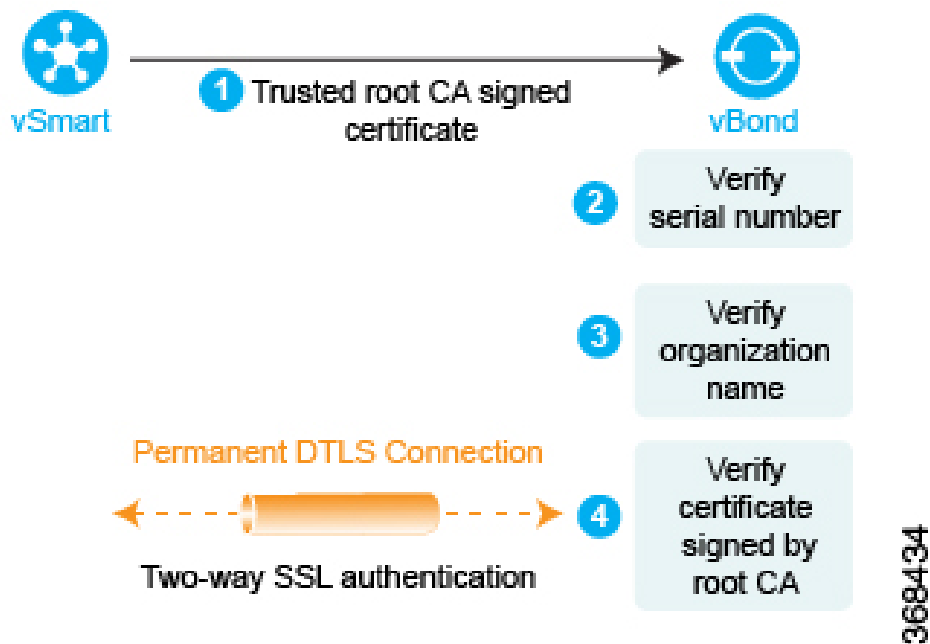 vSmart
1 Trusted root CA signed
certificate
vBond
2
Verify
serial number
3
Verify
organization
name
Permanent DTLS Connection
Two-way SSL authentication
4
Verify
certificate
signed by
root CA
368434